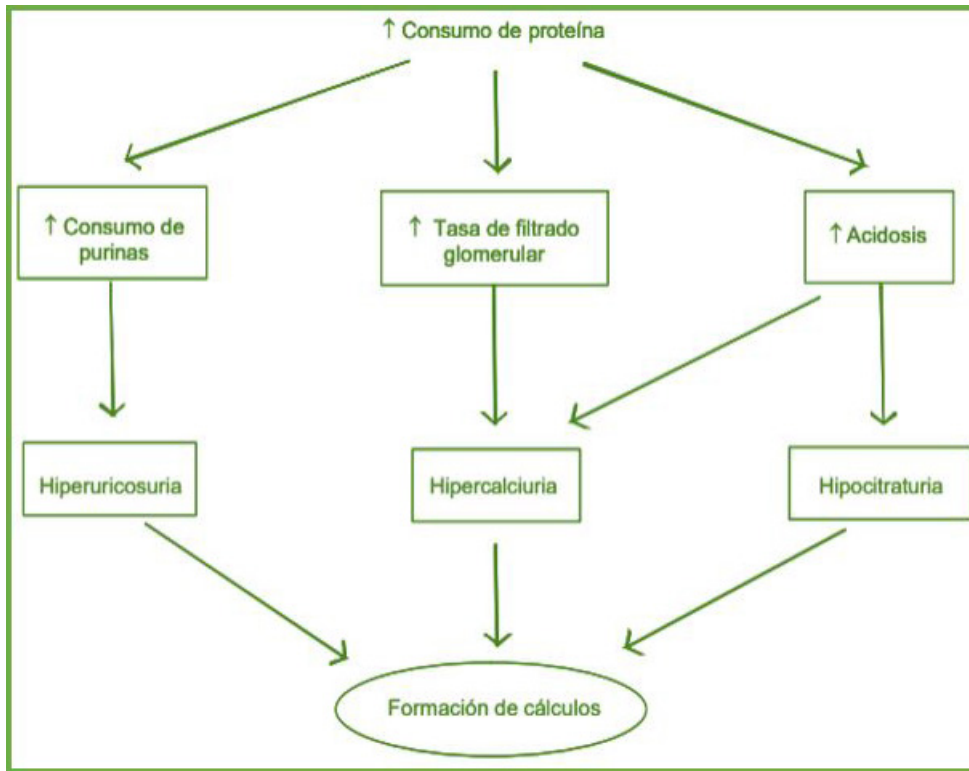 ↑ Consumo de proteína
↑ Consumo de
purinas
↑ Tasa de filtrado
glomerular
↑ Acidosis
Hiperuricosuria
Hipercalciuria
Hipocitraturia
Formación de cálculos